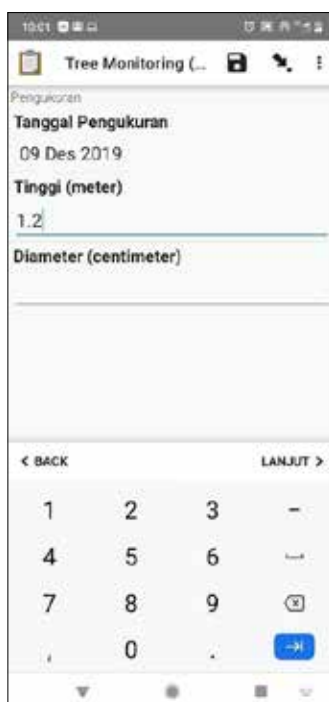 10:01
Tree Monitoring (...
Pengukuran
Tanggal Pengukuran
09 Des 2019
Tinggi (meter)
1.2
Diameter (centimeter)
< BACK LANJUT >
1 2 3 -
4 5 6
7 8 9
, 0 .